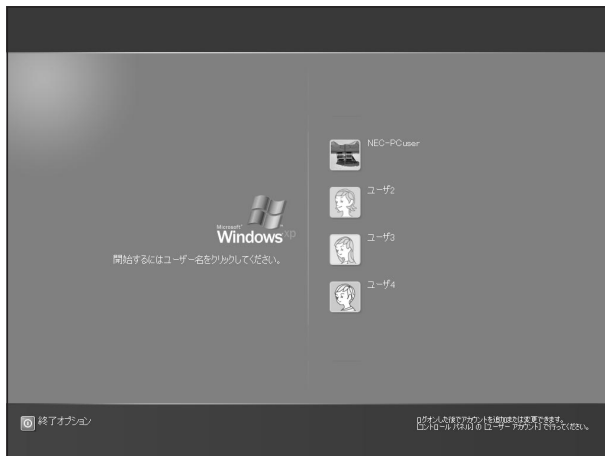 Microsoft
Windows xp
開始するにはユーザー名をクリックしてください。
NEC-PCuser
ユーザ2
ユーザ3
ユーザ4
終了オプション
ログオンした後でアカウントを追加または変更できます。
[コントロール パネル] の [ユーザー アカウント] で行ってください。